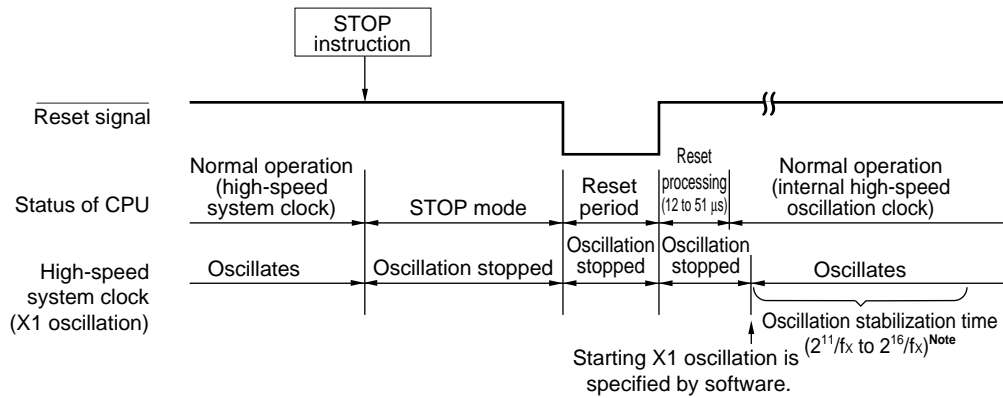 STOP
instruction
Reset signal
Normal operation
(high-speed
system clock)
Status of CPU
STOP mode
Reset
period
Reset
processing
(12 to 51 μs)
Normal operation
(internal high-speed
oscillation clock)
High-speed
system clock
(X1 oscillation)
Oscillates
Oscillation stopped
Oscillation
stopped
Oscillation
stopped
Oscillates
Oscillation stabilization time
(2¹¹/fX to 2¹⁶/fX)Note
Starting X1 oscillation is
specified by software.